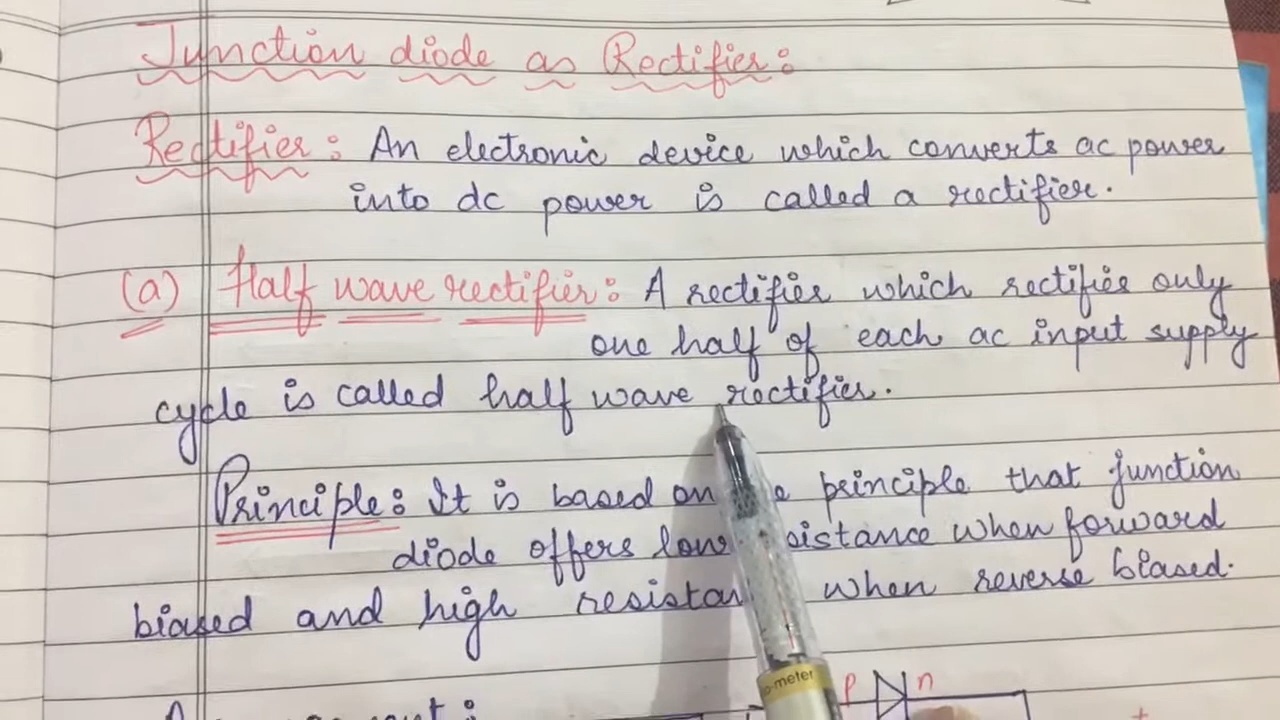 Junction diode as Rectifier:
Rectifier: An electronic device which converts ac power
into dc power is called a rectifier.
(a) Half wave rectifier: A rectifier which rectifies only
one half of each ac input supply
cycle is called half wave rectifier.
Principle: It is based on principle that junction
diode offers low when forward
biased and high when reverse biased.
o-meter
p n
+